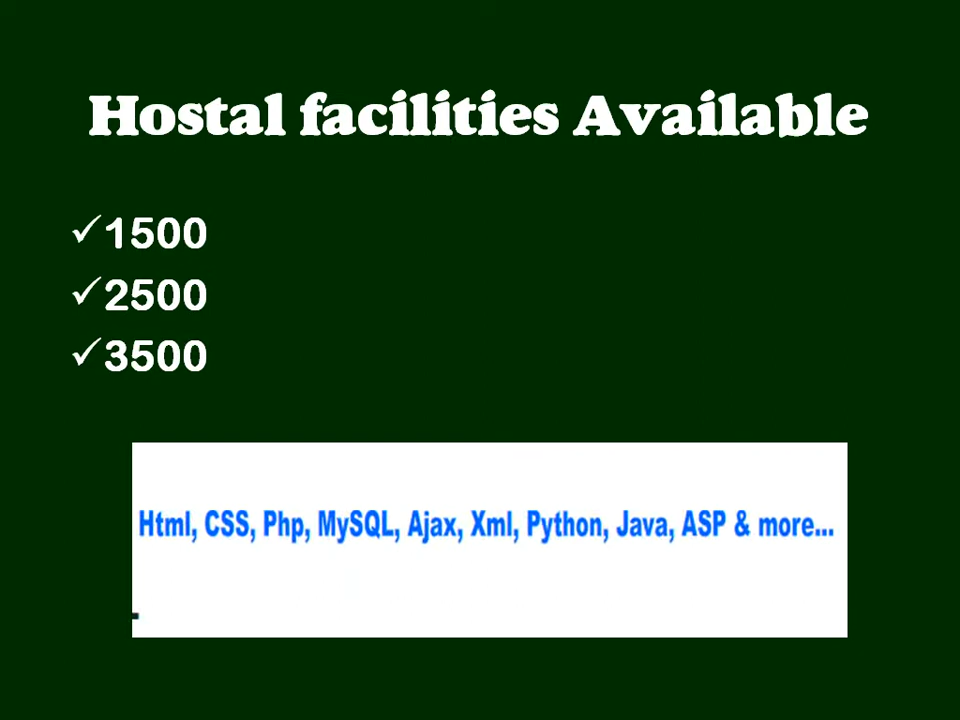 Hostal facilities Available
✓1500
✓2500
✓3500
Html, CSS, Php, MySQL, Ajax, Xml, Python, Java, ASP & more...
-